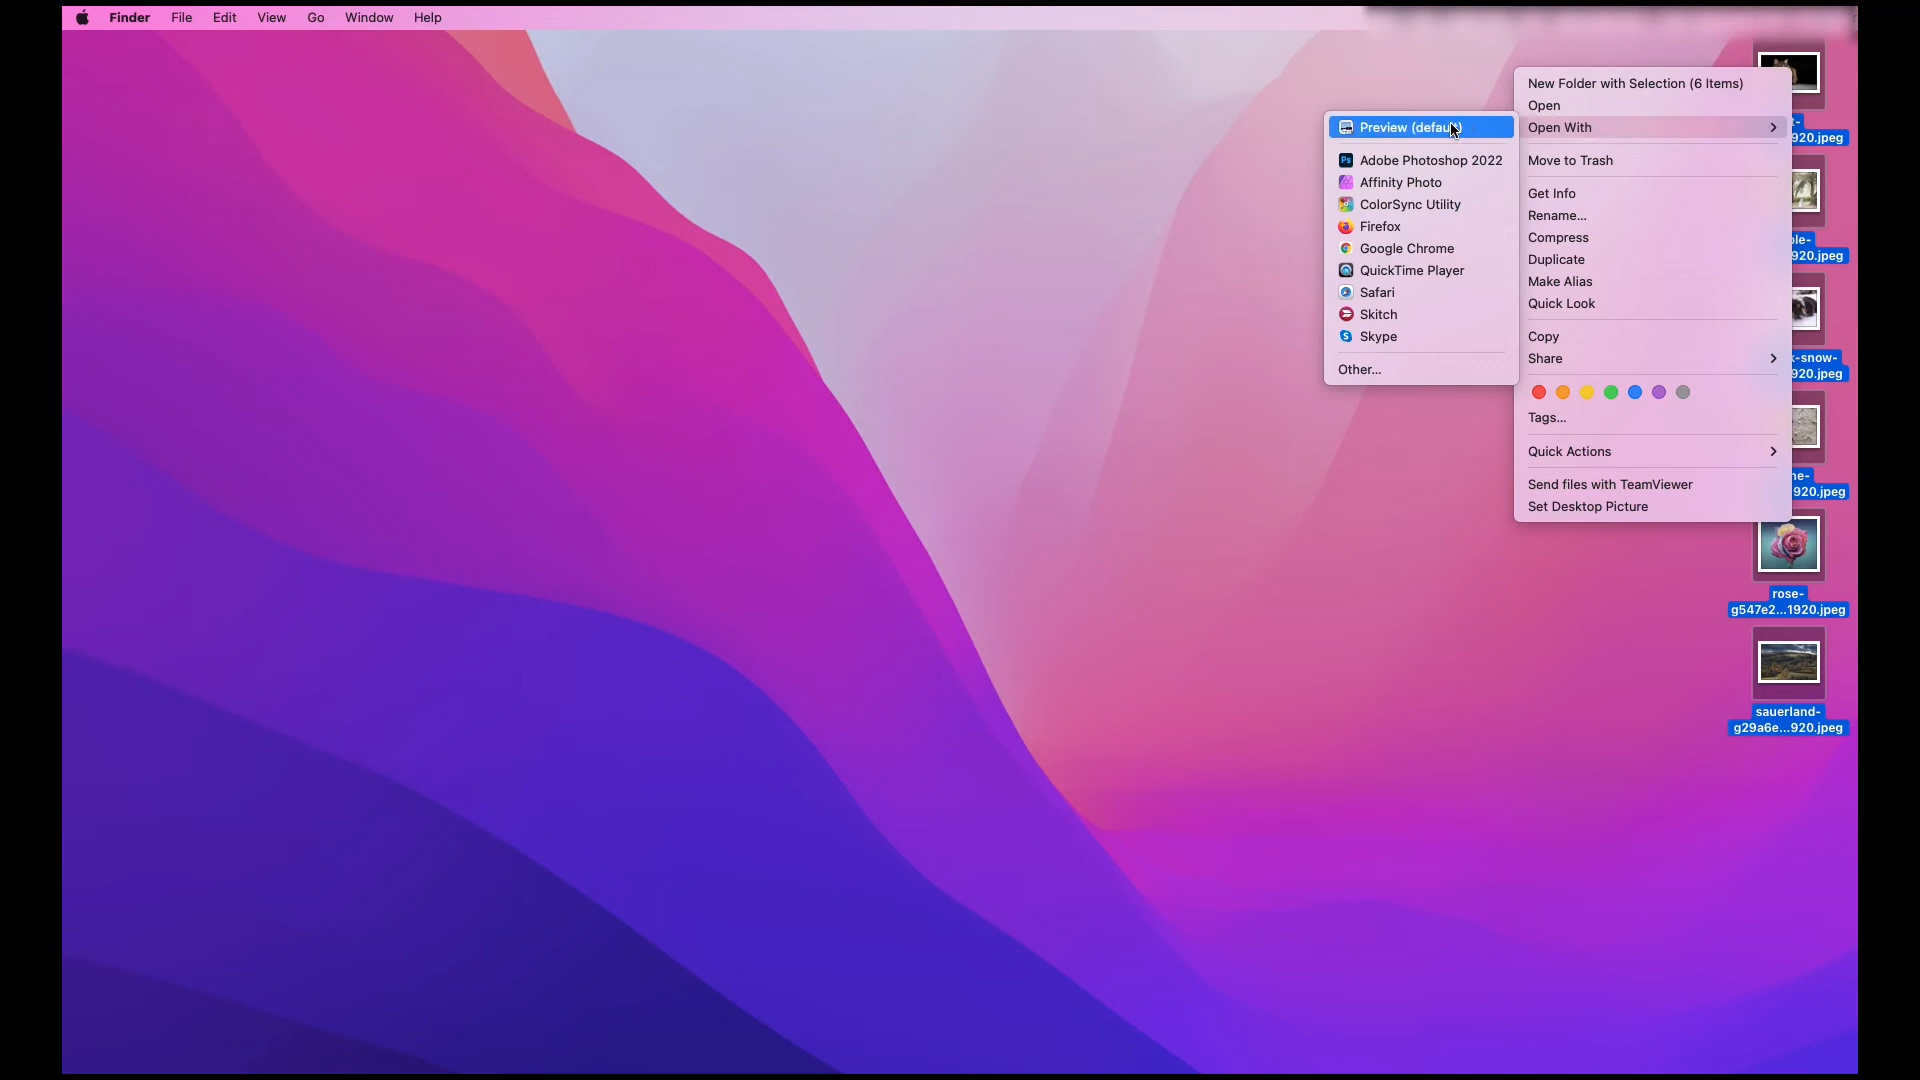 Finder File Edit View Go Window Help
New Folder with Selection (6 Items)
Open
Open With
Move to Trash
Get Info
Rename...
Compress
Duplicate
Make Alias
Quick Look
Copy
Share
Tags...
Quick Actions
Send files with TeamViewer
Set Desktop Picture
Preview (default)
Adobe Photoshop 2022
Affinity Photo
ColorSync Utility
Firefox
Google Chrome
QuickTime Player
Safari
Skitch
Skype
Other...
920.jpeg
ple-
920.jpeg
k-snow-
920.jpeg
ne-
920.jpeg
rose-
g547e2...1920.jpeg
sauerland-
g29a6e...920.jpeg